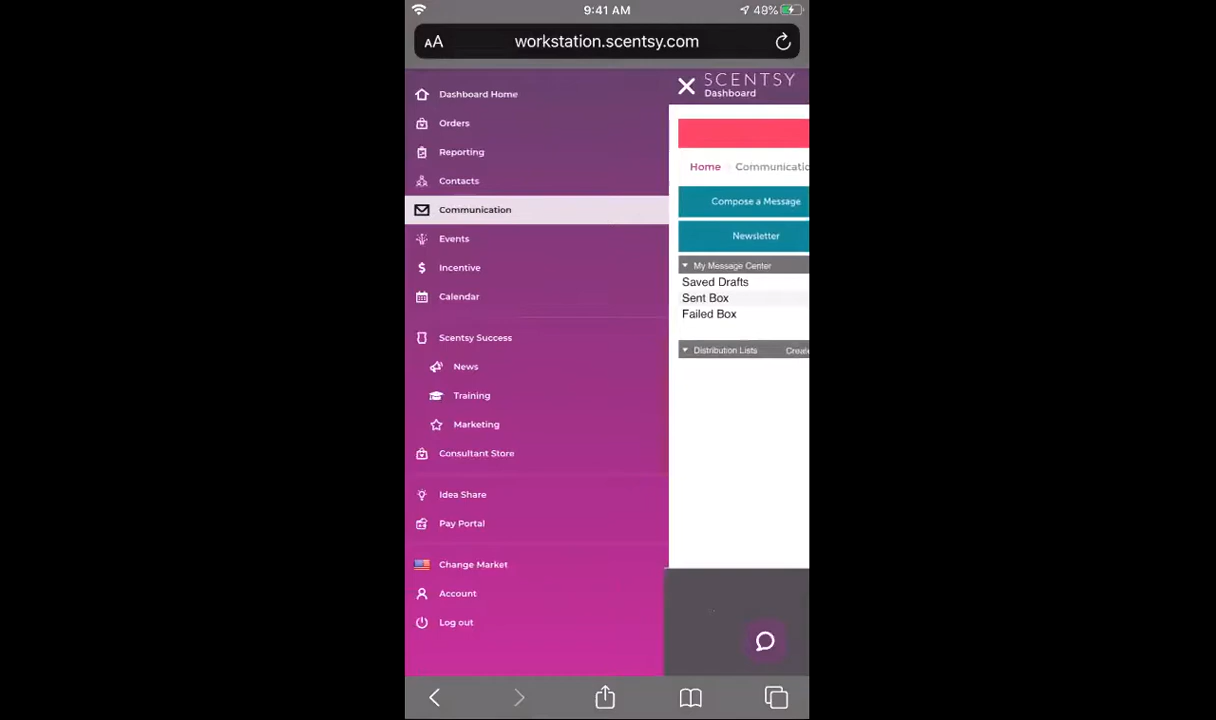 9:41 AM
48%
AA
workstation.scentsy.com
Dashboard Home
Orders
Reporting
Contacts
Communication
Events
Incentive
Calendar
Scentsy Success
News
Training
Marketing
Consultant Store
Idea Share
Pay Portal
Change Market
Account
Log out
SCENTSY
Dashboard
Home Communicatio
Compose a Message
Newsletter
My Message Center
Saved Drafts
Sent Box
Failed Box
Distribution Lists Create